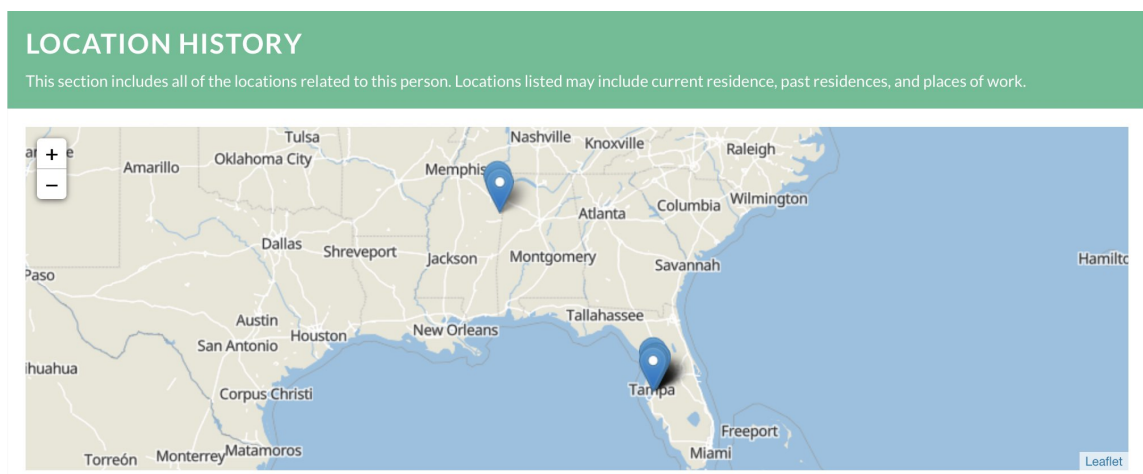 LOCATION HISTORY
This section includes all of the locations related to this person. Locations listed may include current residence, past residences, and places of work.
+
−
Tulsa
Nashville
Knoxville
Raleigh
Amarillo
Oklahoma City
Memphis
Wilmington
Columbia
Atlanta
Dallas
Shreveport
Jackson
Montgomery
Savannah
Hamilto
Paso
Austin
Houston
San Antonio
New Orleans
Tallahassee
ihuahua
Corpus Christi
Tampa
Freeport
Miami
Torreón
Monterrey
Matamoros
Leaflet